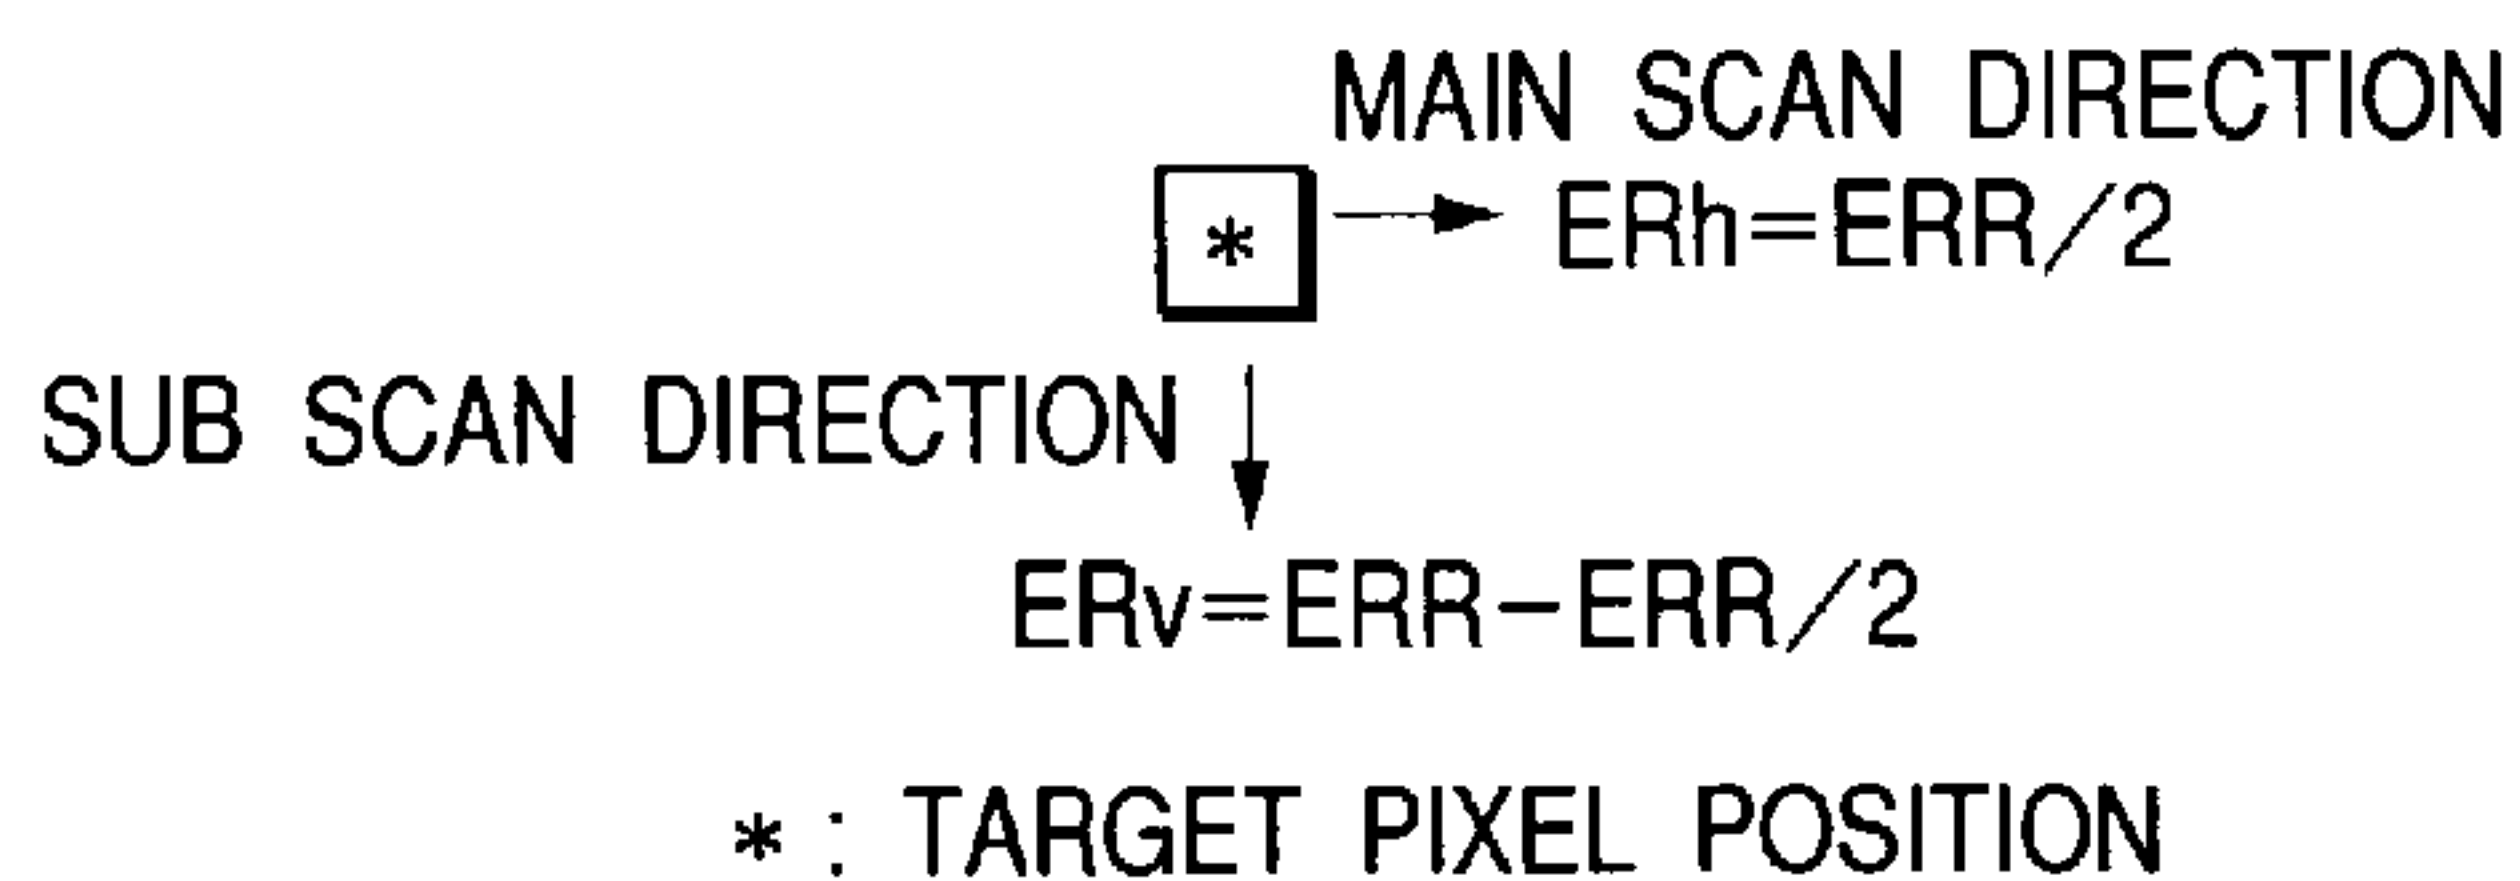 MAIN SCAN DIRECTION
* ERh=ERR/2
SUB SCAN DIRECTION
ERv=ERR-ERR/2
* : TARGET PIXEL POSITION